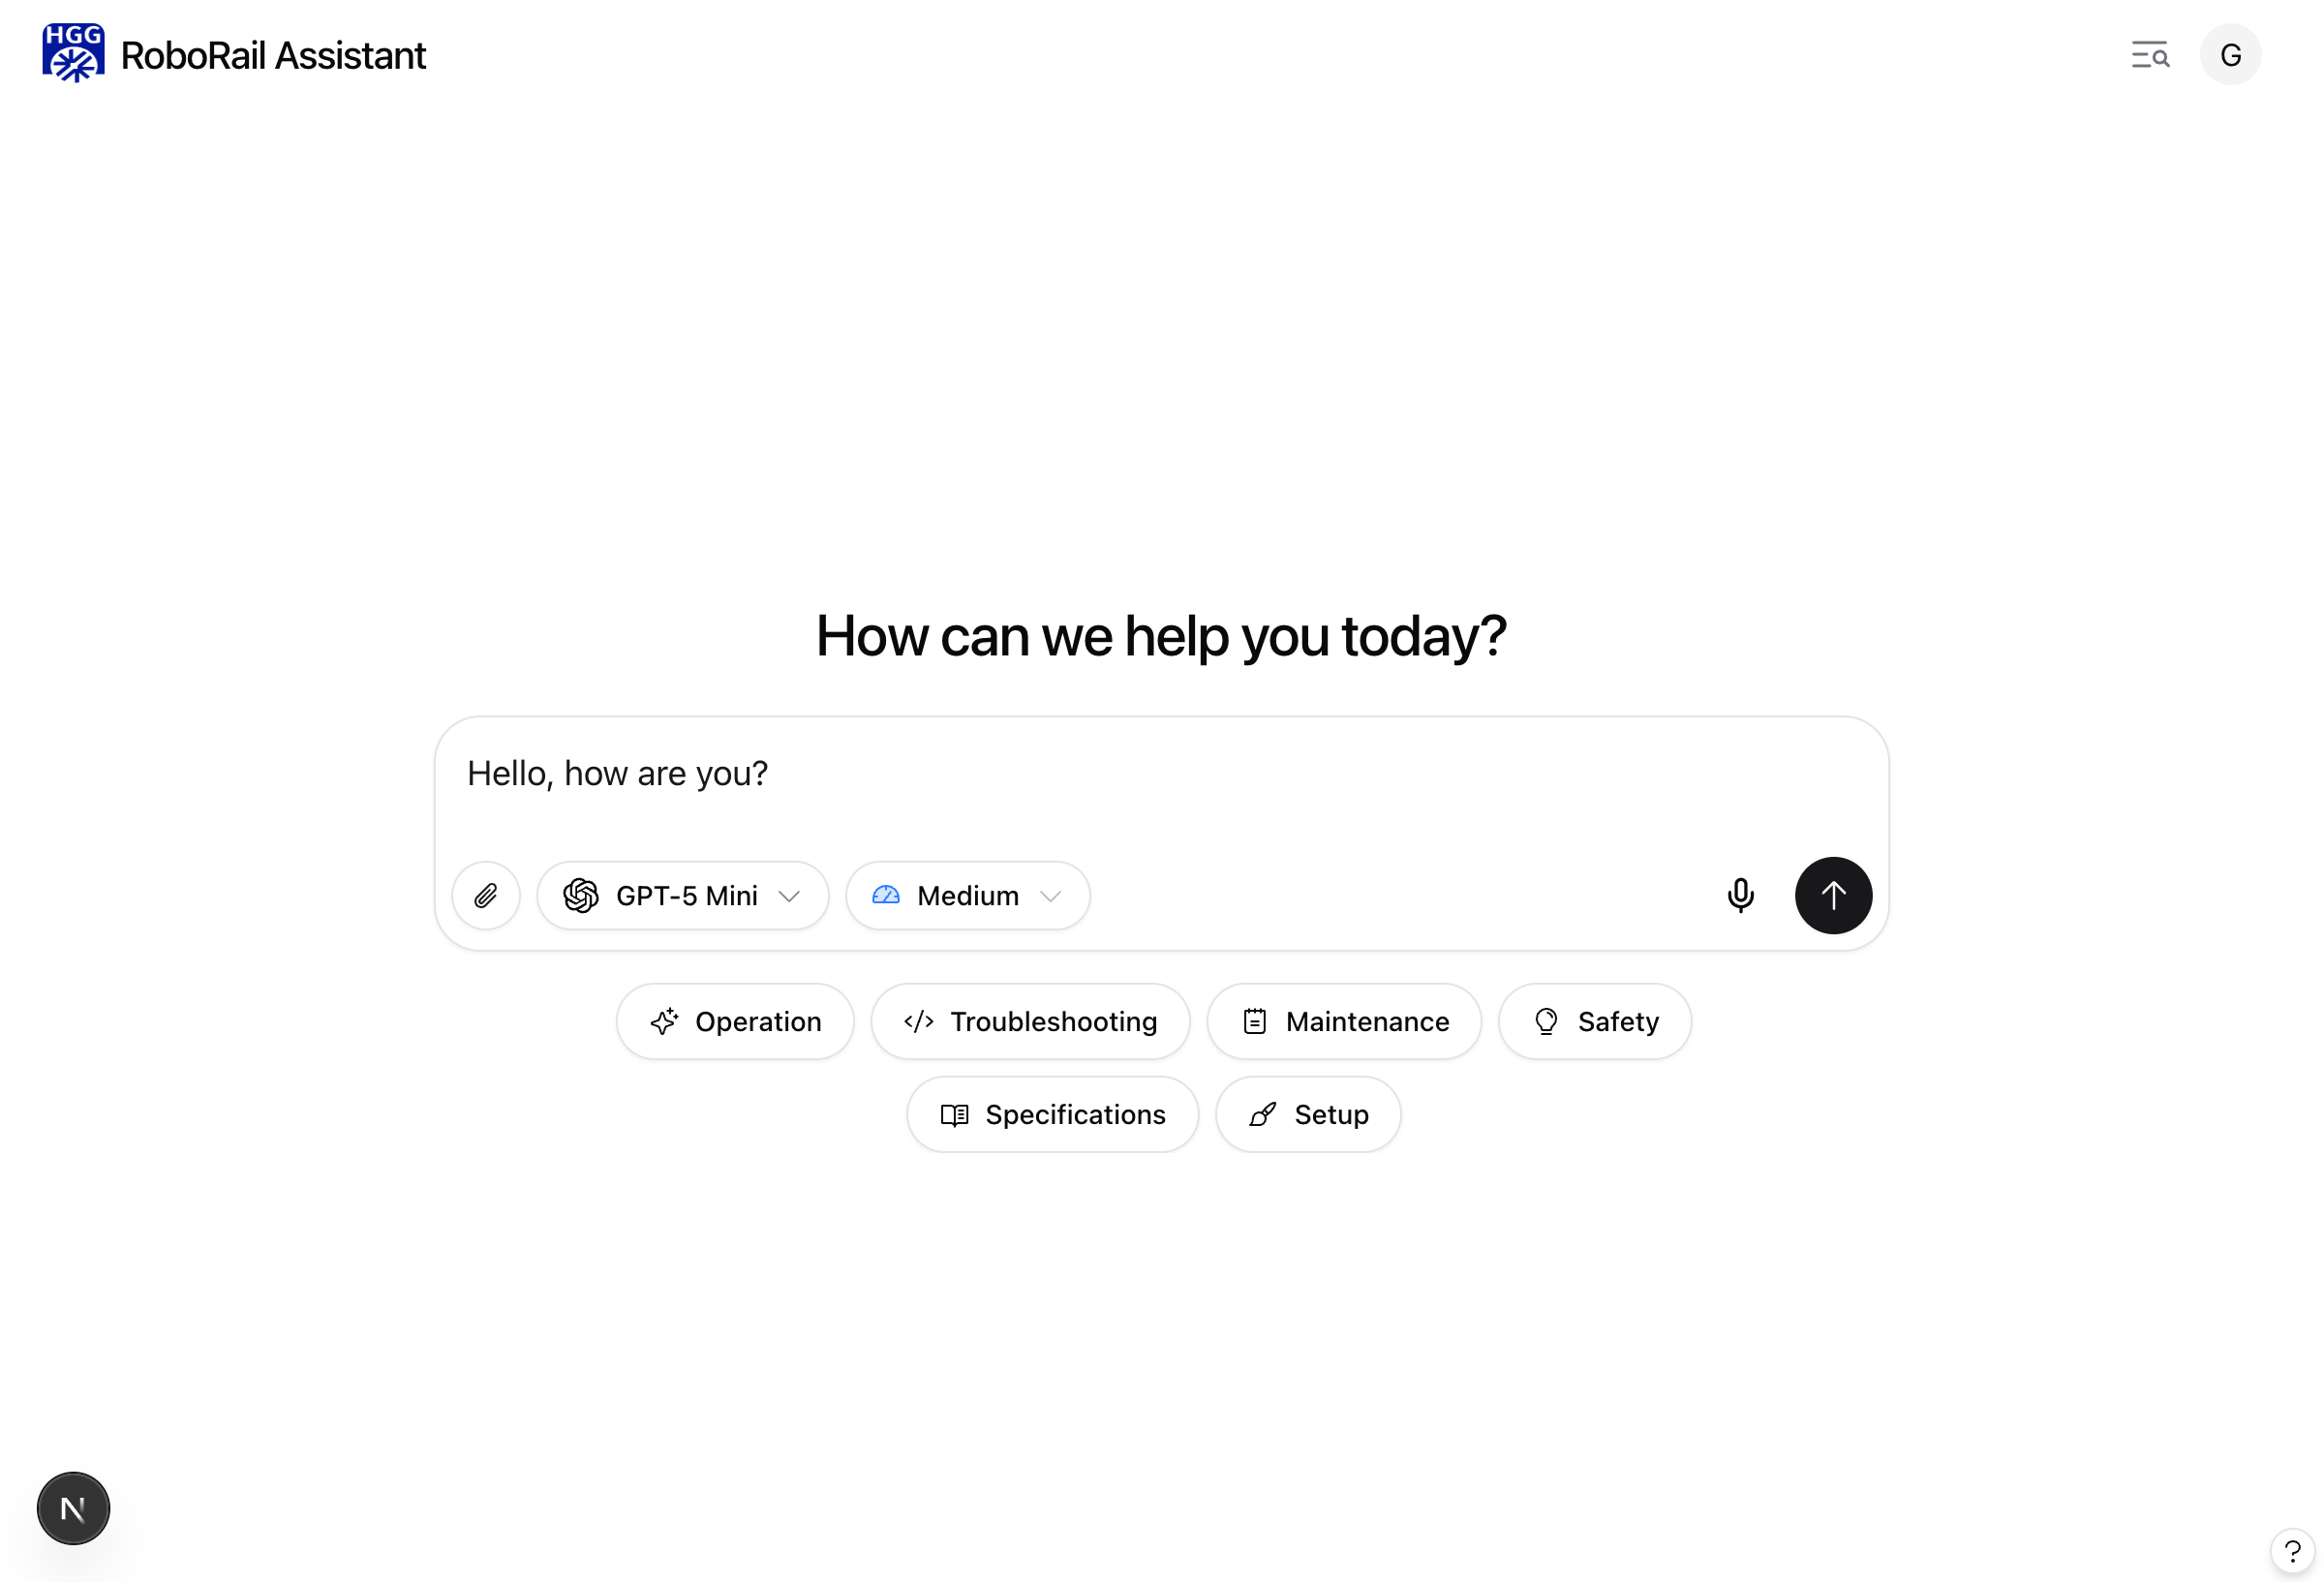 HGG
RoboRail Assistant
G
How can we help you today?
Hello, how are you?
GPT-5 Mini
Medium
Operation
Troubleshooting
Maintenance
Safety
Specifications
Setup
N
?